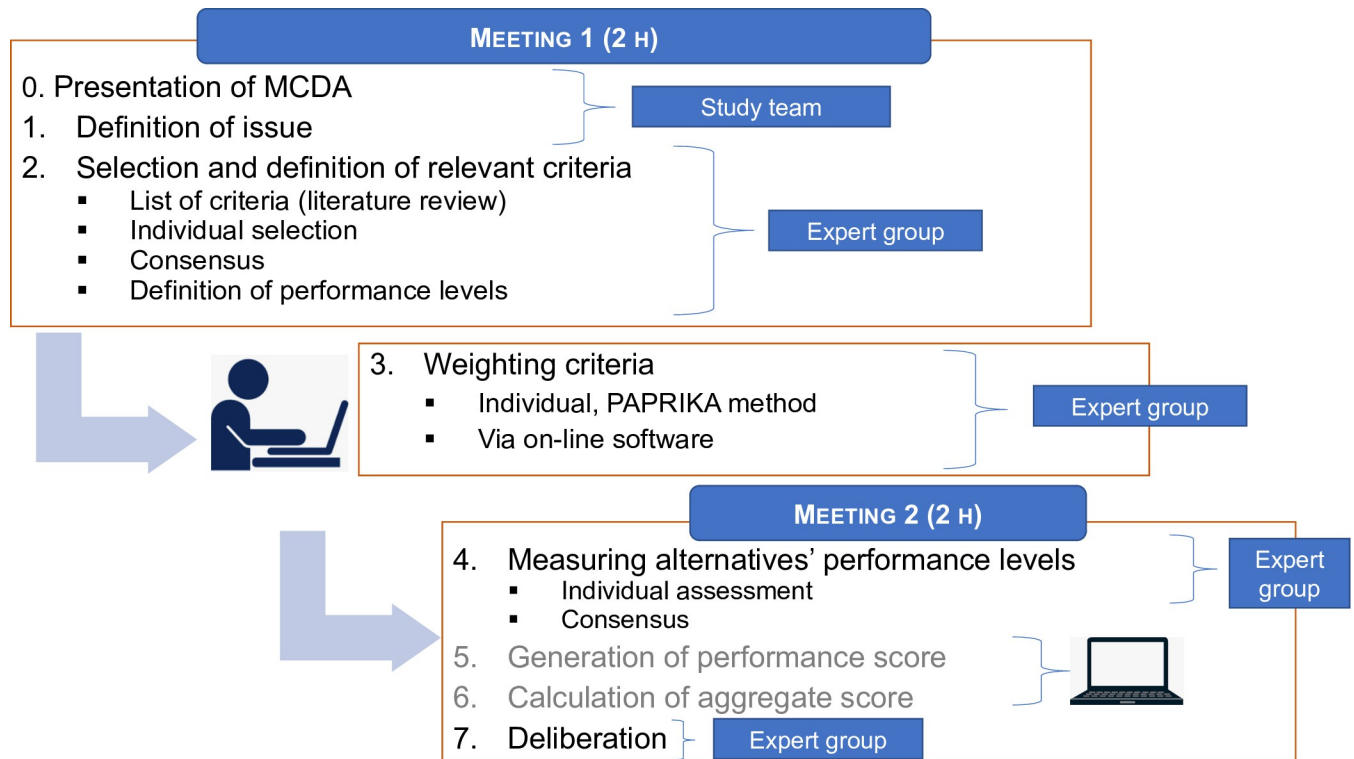 MEETING 1 (2 H)
0. Presentation of MCDA
Study team
1. Definition of issue
2. Selection and definition of relevant criteria
▪ List of criteria (literature review)
▪ Individual selection
Expert group
▪ Consensus
▪ Definition of performance levels
3. Weighting criteria
▪ Individual, PAPRIKA method
Expert group
▪ Via on-line software
MEETING 2 (2 H)
4. Measuring alternatives’ performance levels
Expert
group
▪ Individual assessment
▪ Consensus
5. Generation of performance score
6. Calculation of aggregate score
7. Deliberation
Expert group